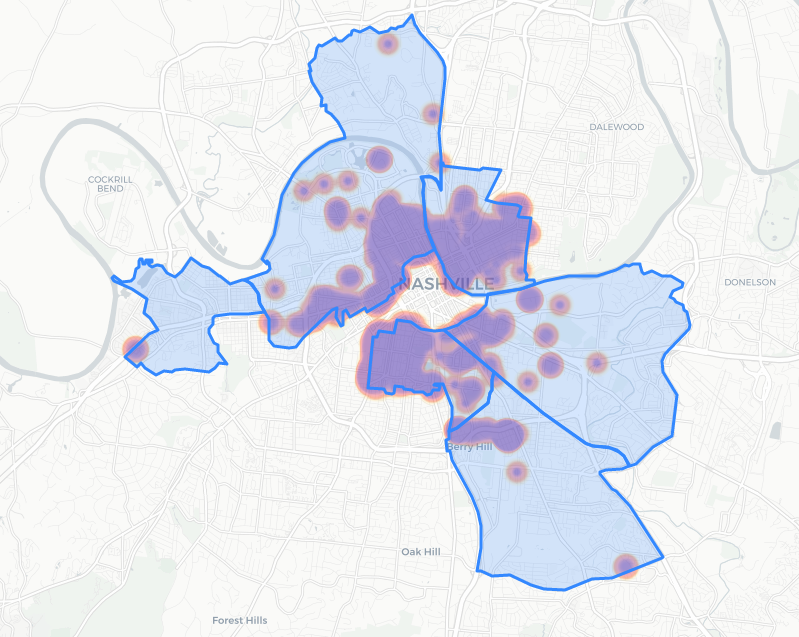 DALEWOOD
COCKRILL
BEND
NASHVILLE
DONELSON
Berry Hill
Oak Hill
Forest Hills